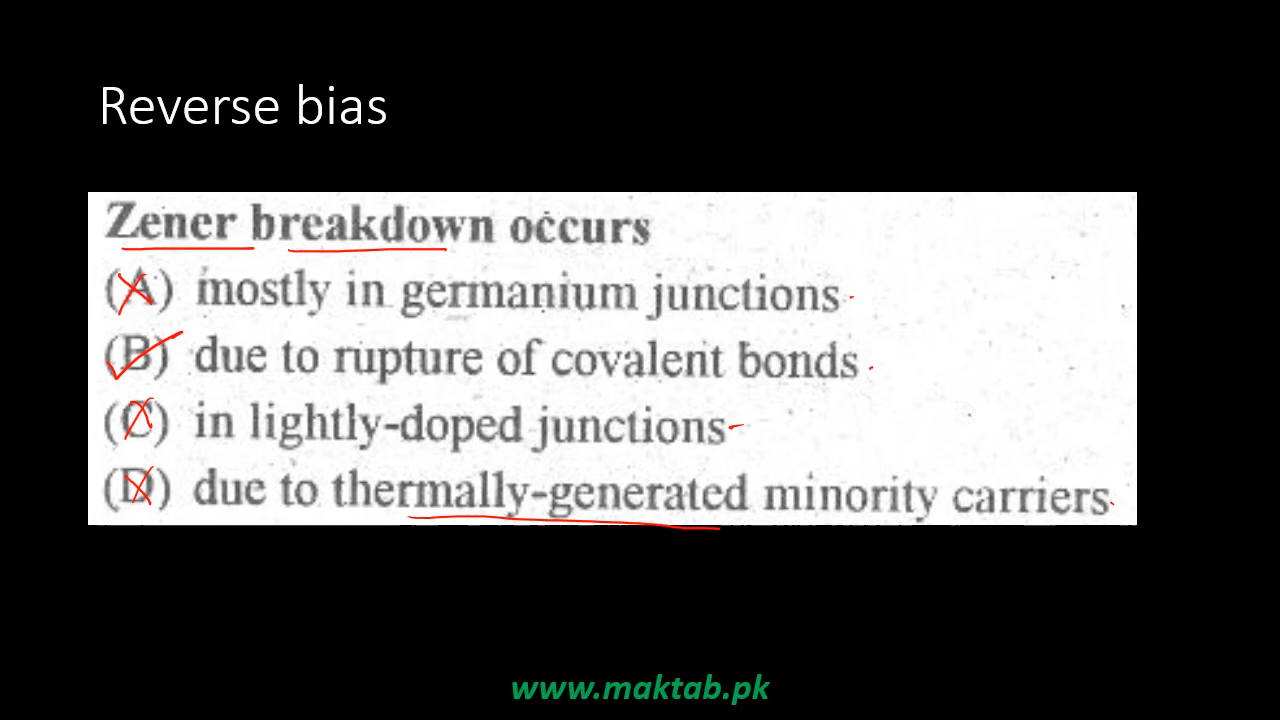 Reverse bias
Zener breakdown occurs
(A) mostly in germanium junctions
(B) due to rupture of covalent bonds
(C) in lightly-doped junctions
(D) due to thermally-generated minority carriers
www.maktab.pk